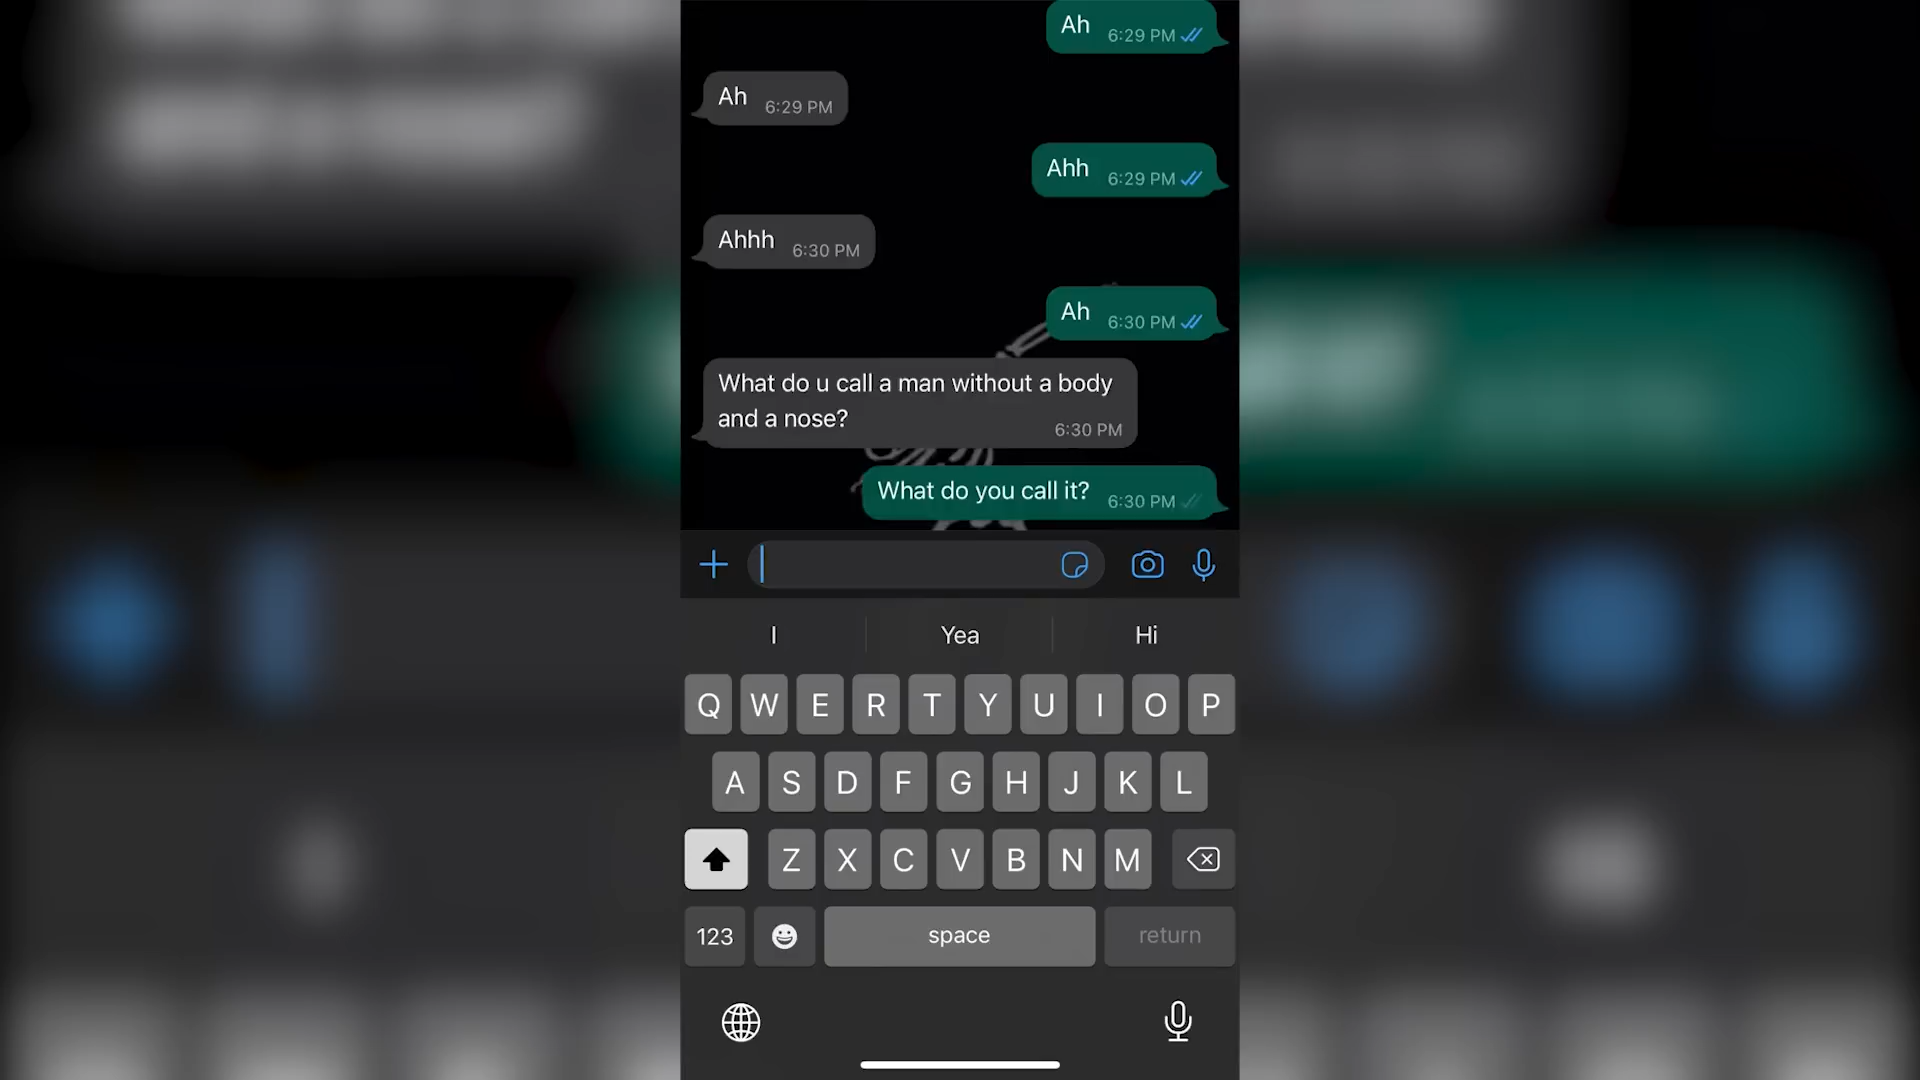 Ah 6:29 PM
Ah 6:29 PM
Ahh 6:29 PM
Ahhh 6:30 PM
Ah 6:30 PM
What do u call a man without a body
and a nose?
6:30 PM
What do you call it? 6:30 PM
I Yea Hi
Q W E R T Y U I O P
A S D F G H J K L
Z X C V B N M
123 space return